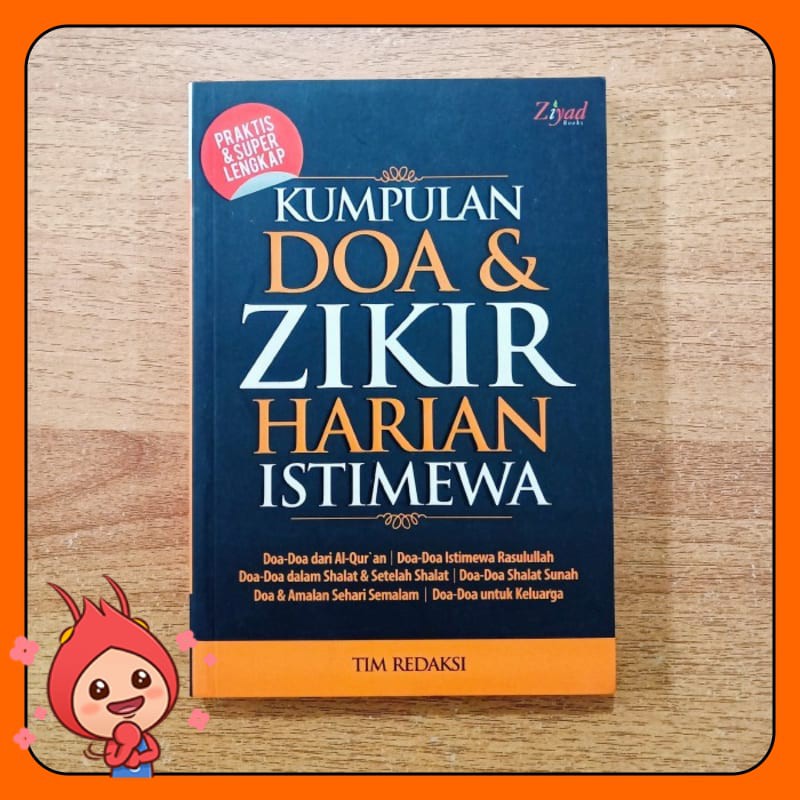 PRAKTIS
& SUPER
LENGKAP
Ziyad
Books
KUMPULAN
DOA &
ZIKIR
HARIAN
ISTIMEWA
Doa-Doa dari Al-Qur`an | Doa-Doa Istimewa Rasulullah
Doa-Doa dalam Shalat & Setelah Shalat | Doa-Doa Shalat Sunah
Doa & Amalan Sehari Semalam | Doa-Doa untuk Keluarga
TIM REDAKSI